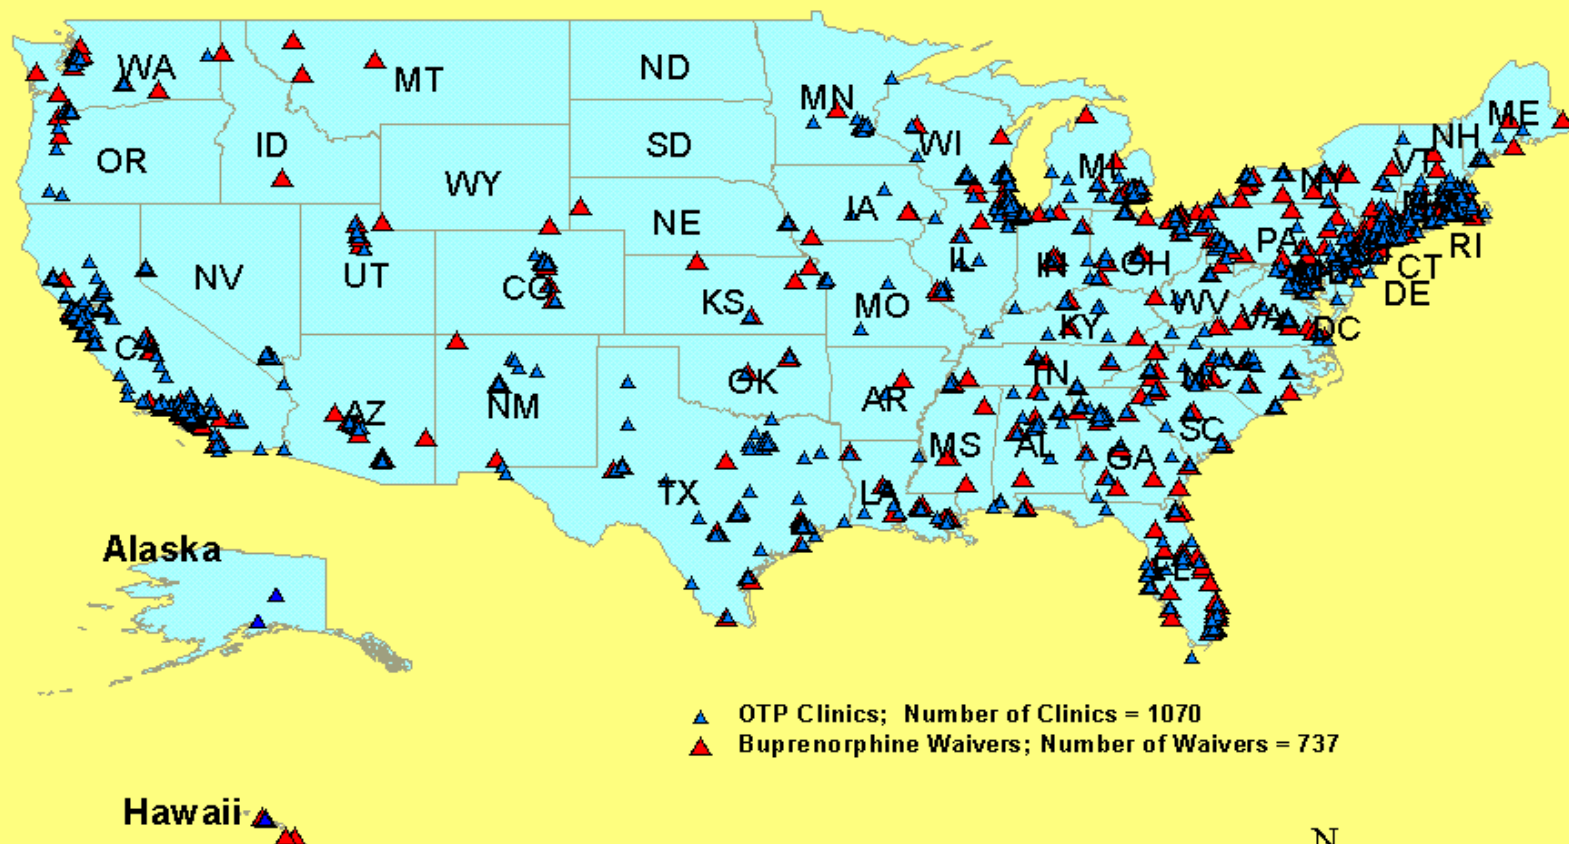 WA
MT
ND
MN
ME
OR
ID
SD
WI
MI
VT
NH
WY
NE
IA
NY
PA
RI
NV
UT
CO
KS
MO
IL
IN
OH
WV
VA
CT
DE
DC
CA
AZ
NM
OK
AR
TN
KY
NC
SC
TX
LA
MS
AL
GA
FL
Alaska
OTP Clinics; Number of Clinics = 1070
Buprenorphine Waivers; Number of Waivers = 737
Hawaii
N